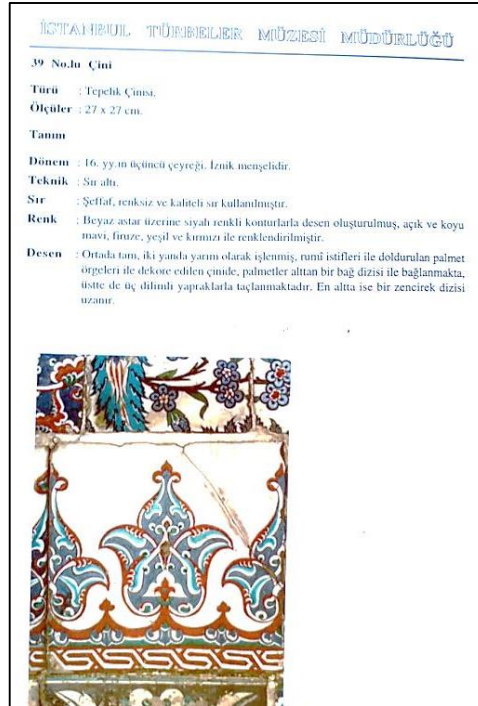 İSTANBUL TÜRBELER MÜZESİ MÜDÜRLÜĞÜ
39 No.lu Çini
Türü : Tepelik Çinisi.
Ölçüler : 27 x 27 cm.
Tanım
Dönem : 16. yy.ın üçüncü çeyreği. İznik menşelidir.
Teknik : Sır altı.
Sır : Şeffaf, renksiz ve kaliteli sır kullanılmıştır.
Renk : Beyaz astar üzerine siyah renkli konturlarla desen oluşturulmuş, açık ve koyu
mavi, firuze, yeşil ve kırmızı ile renklendirilmiştir.
Desen : Ortada tam, iki yanda yarım olarak işlenmiş, rumî istifleri ile doldurulan palmet
örgeleri ile dekore edilen çinide, palmetler alttan bir bağ dizisi ile bağlanmakta,
üstte de üç dilimli yapraklarla taçlanmaktadır. En altta ise bir zencirek dizisi
uzanır.